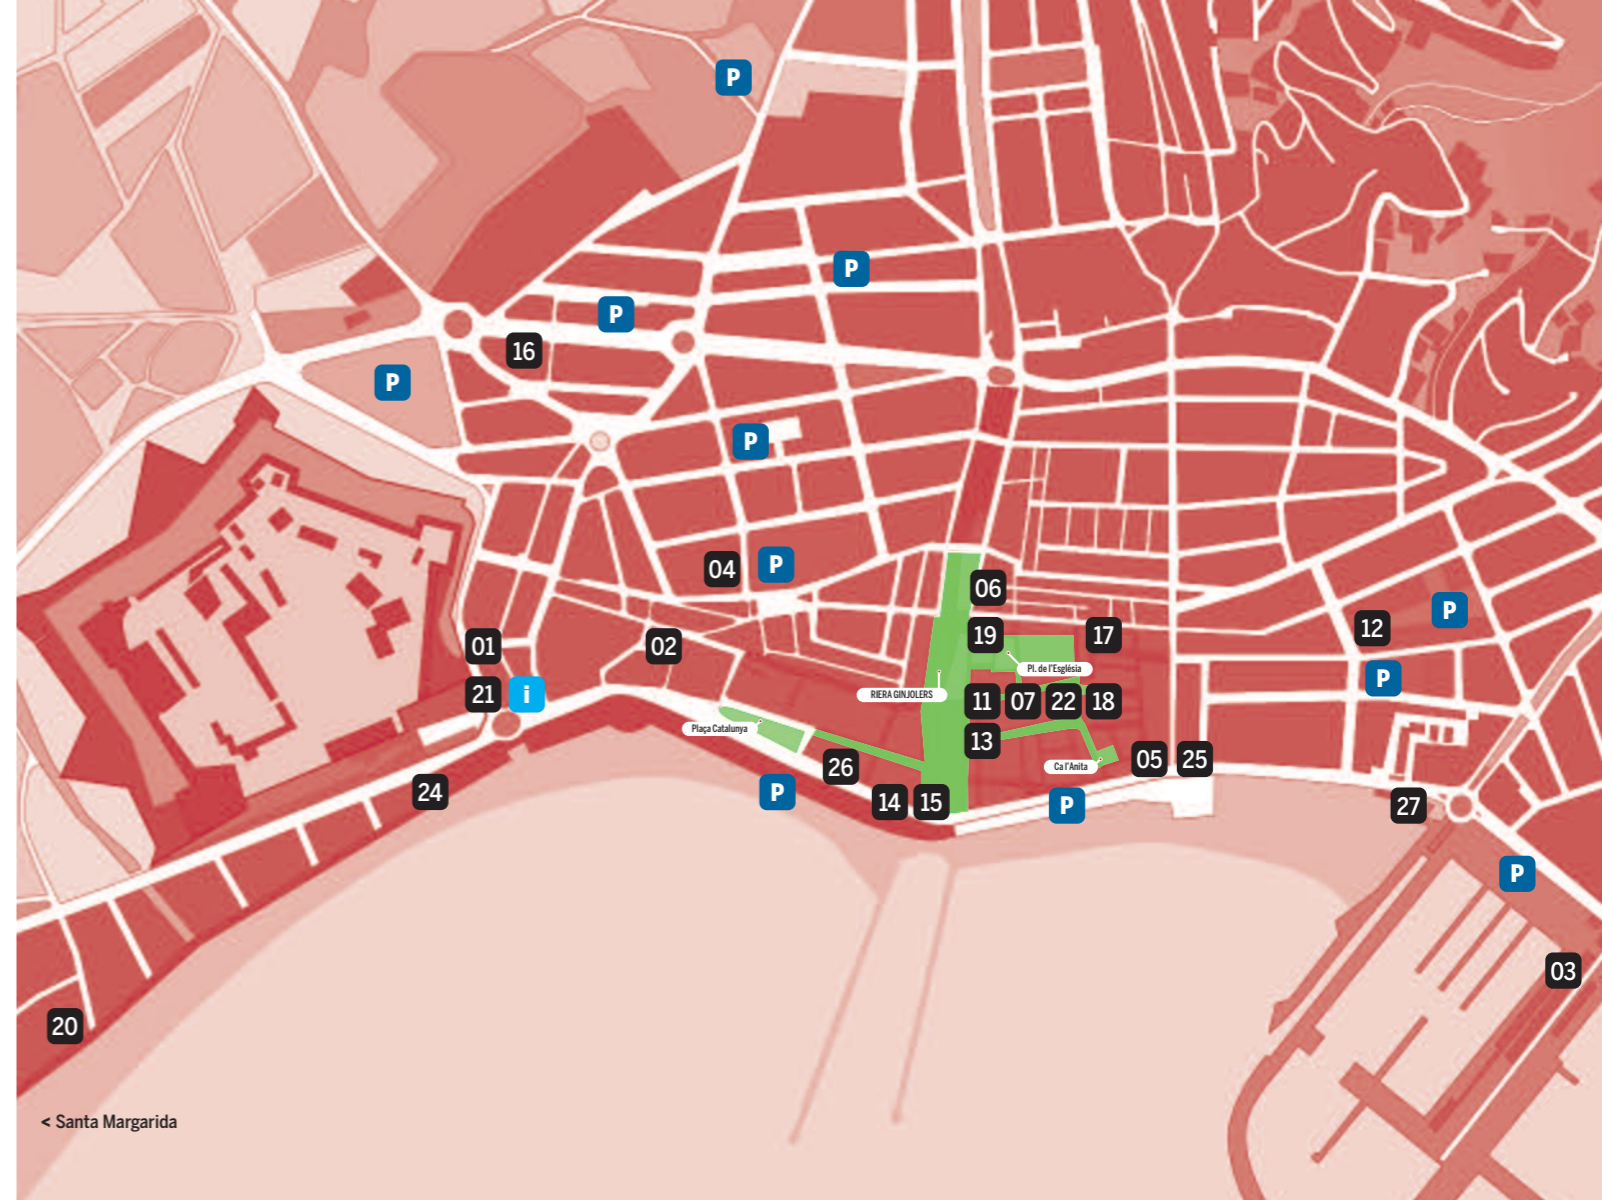 P
P
P
16
P
P
04
P
06
P
12
19
17
01
02
Pl. de l'Església
P
21
i
RIERA GINJOLERS
11
07
22
18
Plaça Catalunya
13
Ca l'Anita
05
25
26
24
P
14
15
P
27
P
03
20
< Santa Margarida